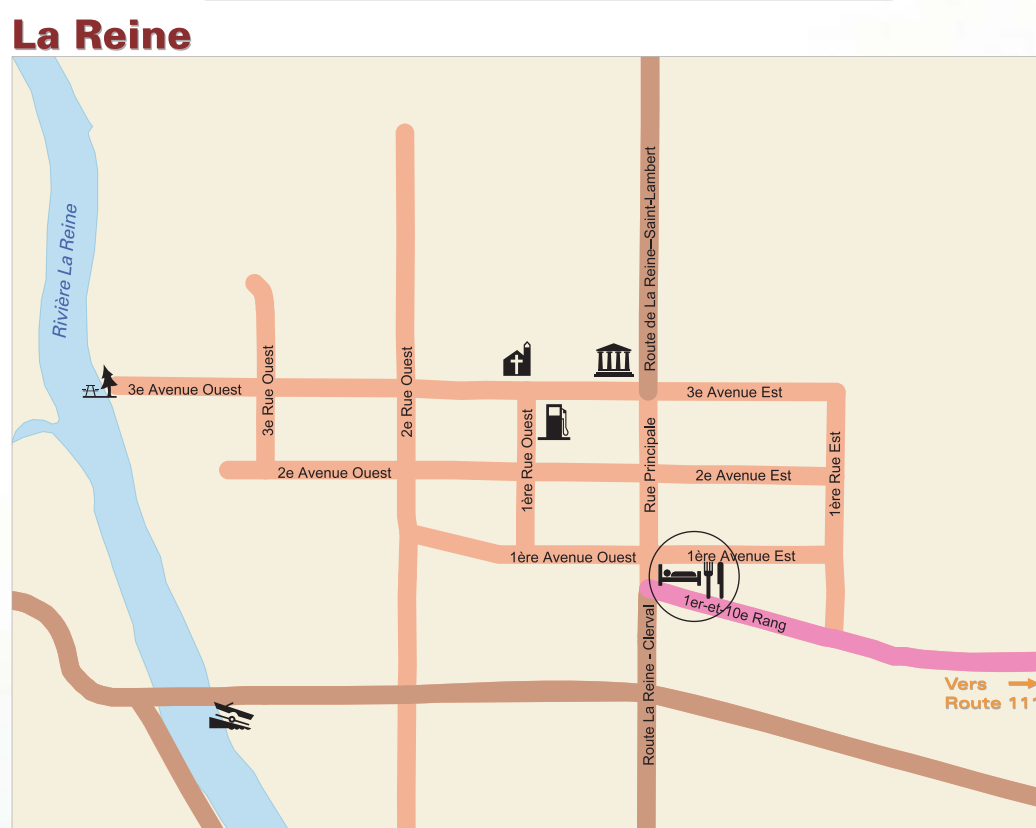 La Reine
Rivière La Reine
Route de La Reine–Saint-Lambert
3e Avenue Ouest
3e Rue Ouest
2e Rue Ouest
3e Avenue Est
1ère Rue Ouest
Rue Principale
1ère Rue Est
2e Avenue Ouest
2e Avenue Est
1ère Avenue Ouest
1ère Avenue Est
1er-et-10e Rang
Route La Reine - Clerval
Vers
Route 111